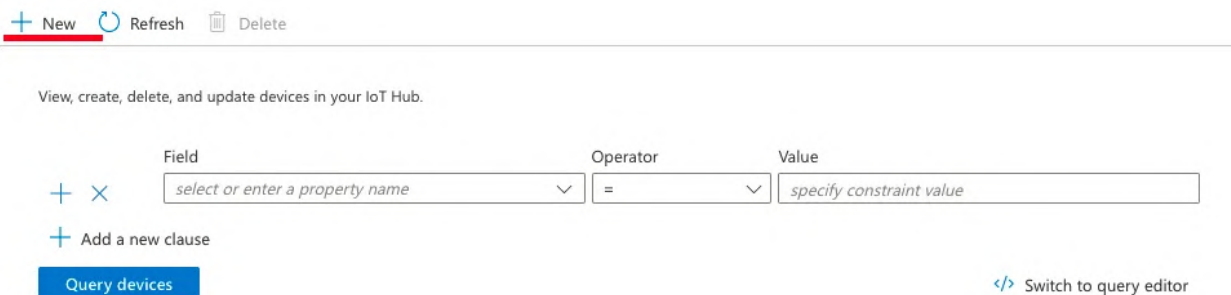 New Refresh Delete
View, create, delete, and update devices in your IoT Hub.
Field Operator Value
select or enter a property name = specify constraint value
Add a new clause
Query devices </> Switch to query editor